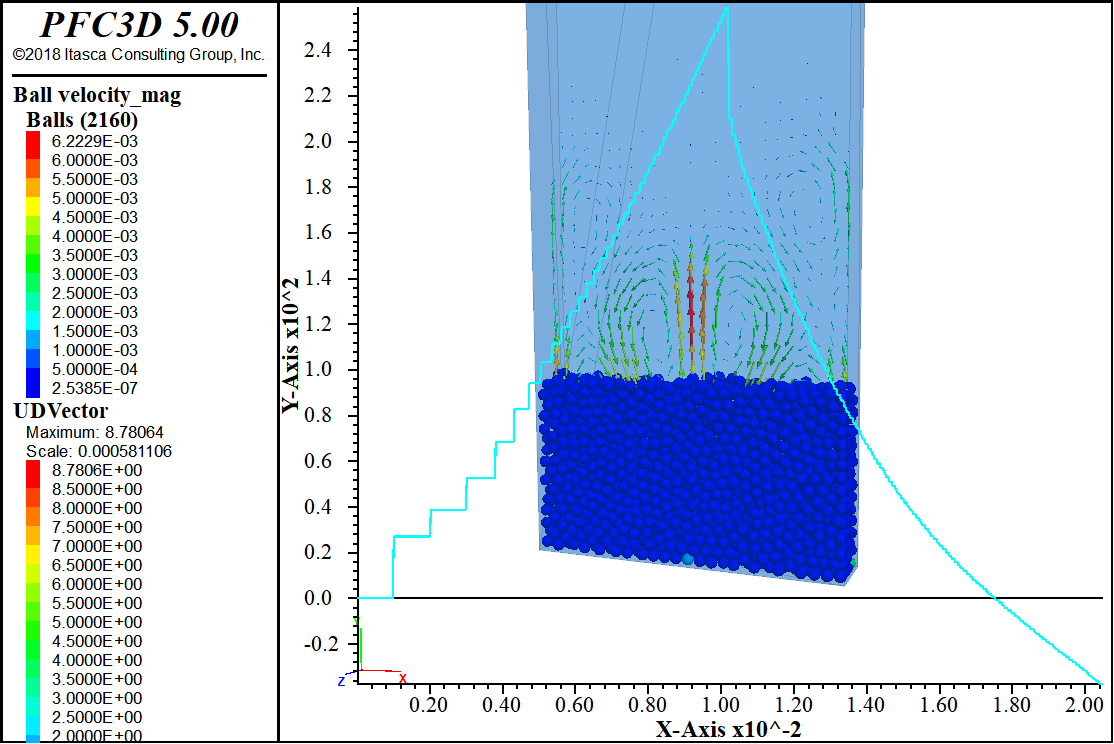 PFC3D 5.00
©2018 Itasca Consulting Group, Inc.
Ball velocity_mag
Balls (2160)
6.2229E-03
6.0000E-03
5.5000E-03
5.0000E-03
4.5000E-03
4.0000E-03
3.5000E-03
3.0000E-03
2.5000E-03
2.0000E-03
1.5000E-03
1.0000E-03
5.0000E-04
2.5385E-07
UDVector
Maximum: 8.78064
Scale: 0.000581106
8.7806E+00
8.5000E+00
8.0000E+00
7.5000E+00
7.0000E+00
6.5000E+00
6.0000E+00
5.5000E+00
5.0000E+00
4.5000E+00
4.0000E+00
3.5000E+00
3.0000E+00
2.5000E+00
2.0000E+00
Y-Axis x10^2
2.4
2.2
2.0
1.8
1.6
1.4
1.2
1.0
0.8
0.6
0.4
0.2
0.0
-0.2
Y
Z
X
0.20 0.40 0.60 0.80 1.00 1.20 1.40 1.60 1.80 2.00
X-Axis x10^-2